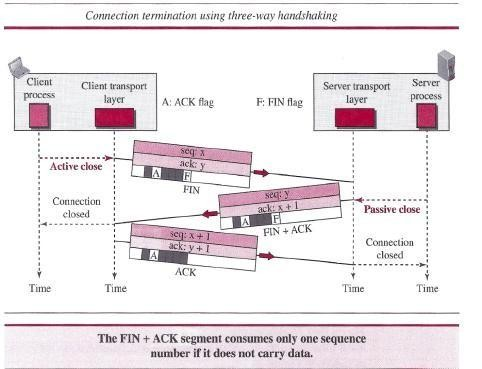 Connection termination using three-way handshaking
Client
process
Client transport
layer
A: ACK flag
F: FIN flag
Server transport
layer
Server
process
Active close
seq: x
ack: y
A
F
FIN
Connection
closed
seq: y
ack: x + 1
A
F
FIN + ACK
Passive close
seq: x + 1
ack: y + 1
A
ACK
Connection
closed
Time
Time
Time
Time
The FIN + ACK segment consumes only one sequence
number if it does not carry data.